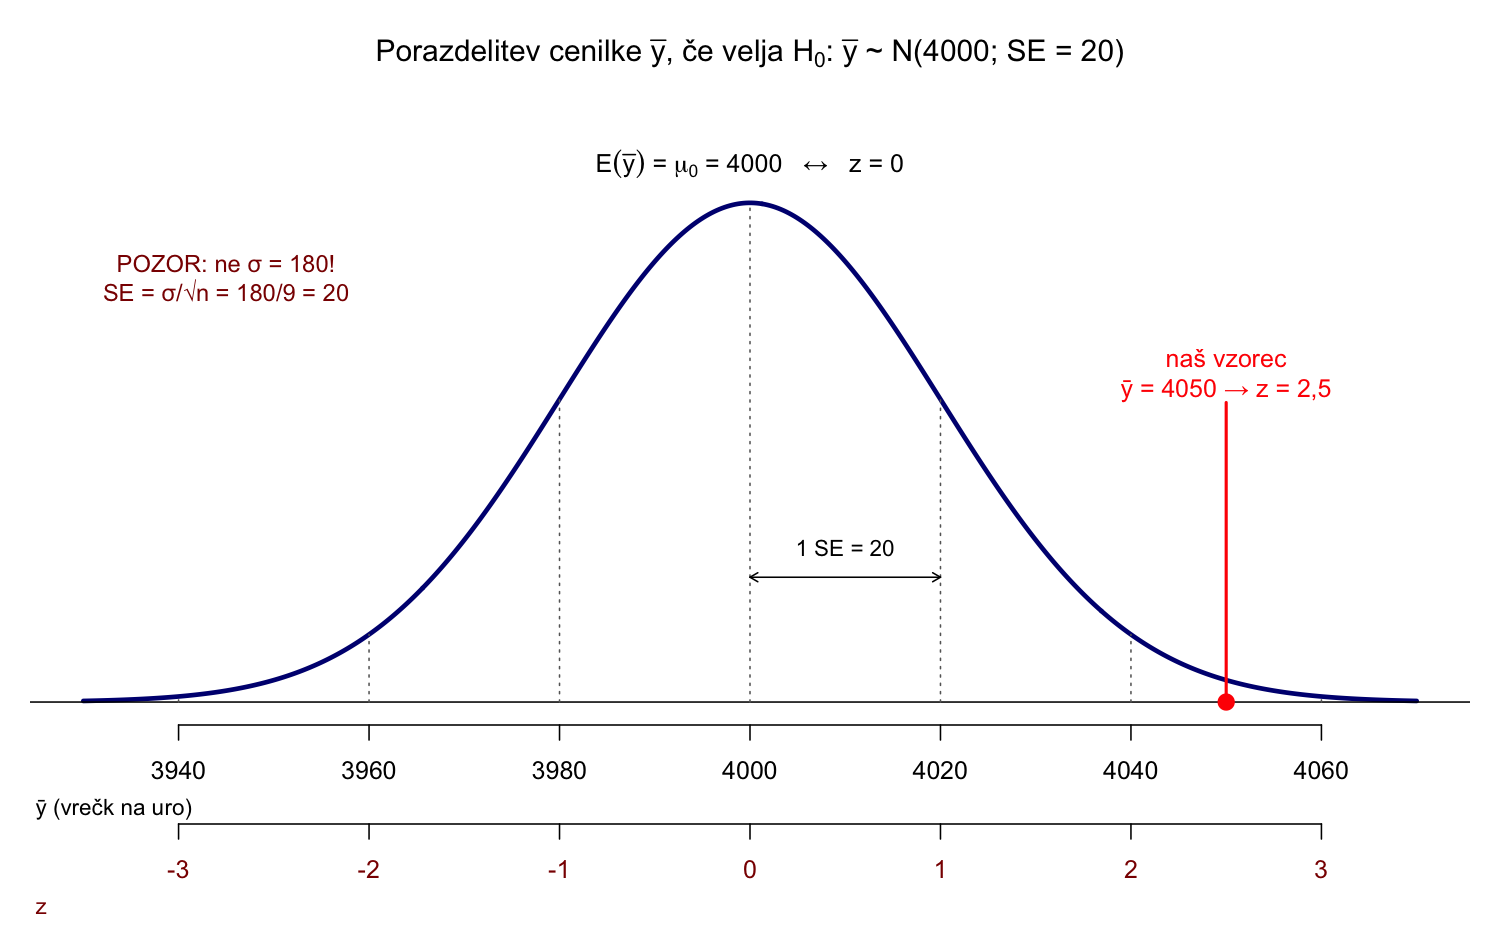 Porazdelitev cenilke y̅, če velja H₀: y̅ ~ N(4000; SE = 20)
E(y̅) = μ₀ = 4000 ↔ z = 0
POZOR: ne σ = 180!
SE = σ/√n = 180/9 = 20
naš vzorec
ȳ = 4050 → z = 2,5
1 SE = 20
3940 3960 3980 4000 4020 4040 4060
ȳ (vrečk na uro)
-3 -2 -1 0 1 2 3
z